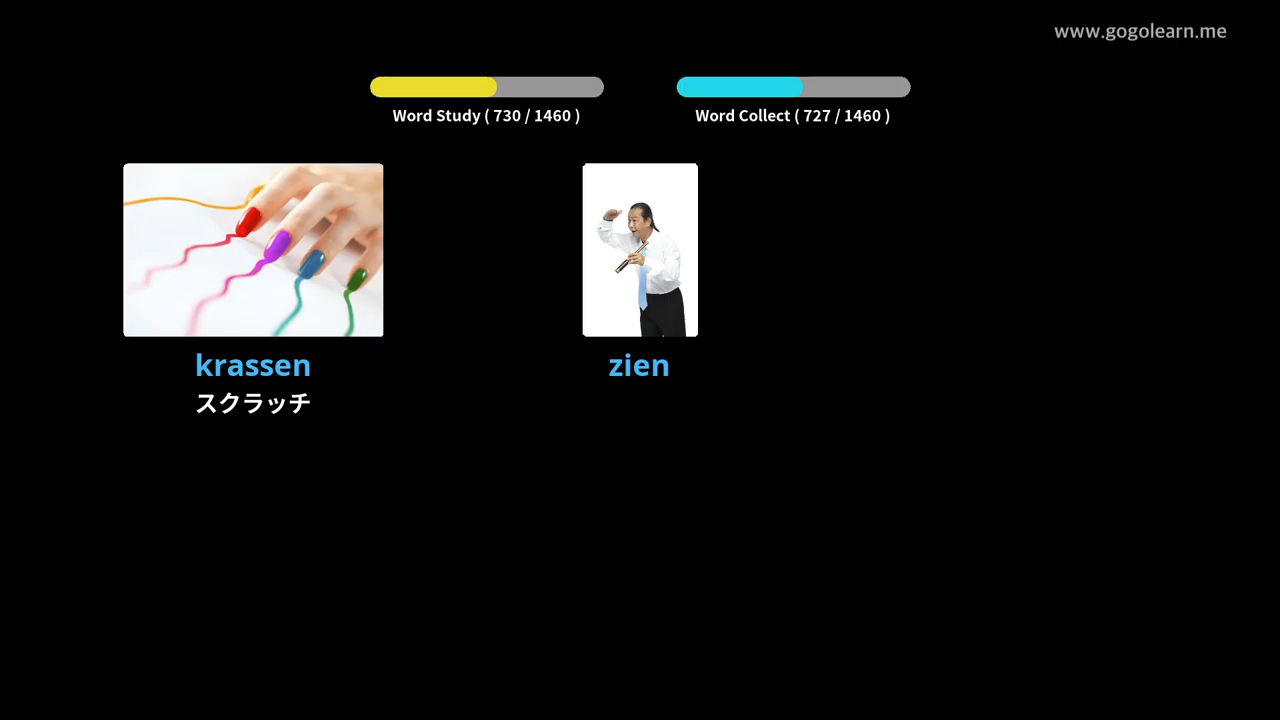 www.gogolearn.me
Word Study ( 730 / 1460 )
Word Collect ( 727 / 1460 )
krassen
スクラッチ
zien